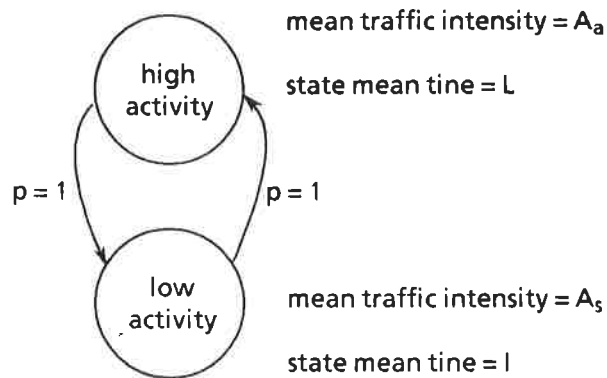 mean traffic intensity = Aa
high
activity
state mean tine = L
p = 1
p = 1
low
activity
mean traffic intensity = As
state mean tine = l